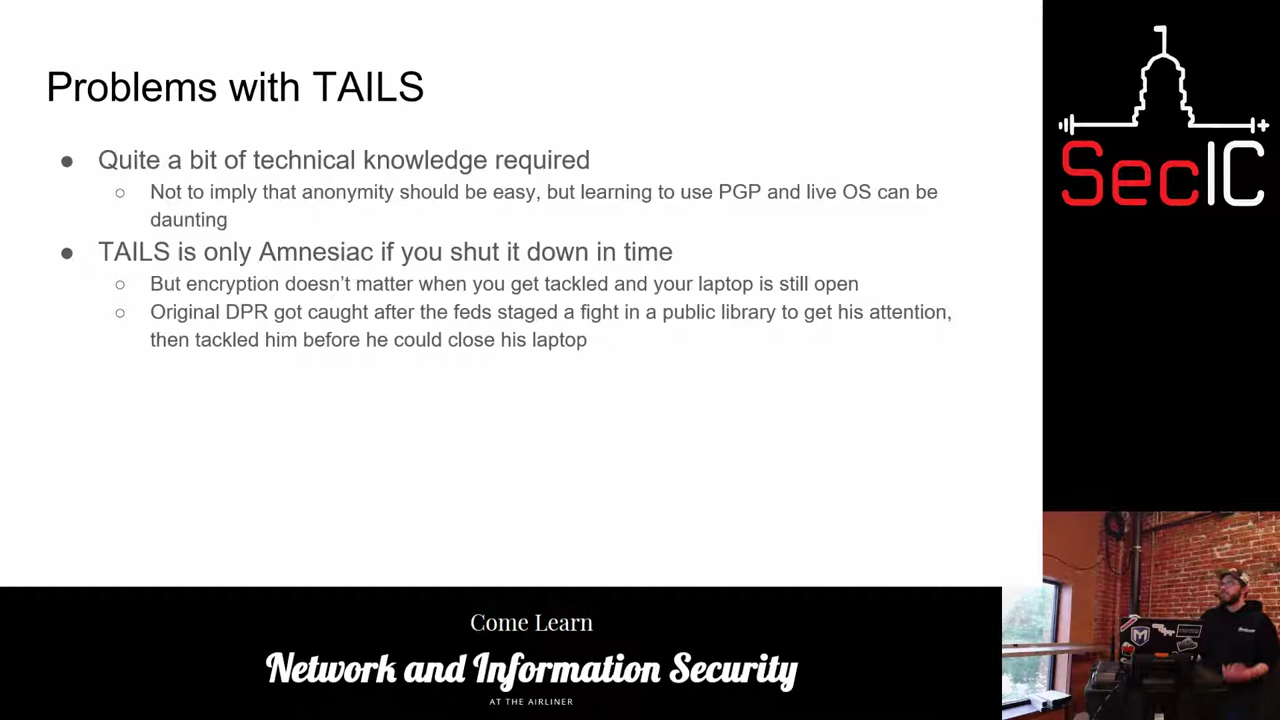 Problems with TAILS
● Quite a bit of technical knowledge required
○ Not to imply that anonymity should be easy, but learning to use PGP and live OS can be
daunting
● TAILS is only Amnesiac if you shut it down in time
○ But encryption doesn’t matter when you get tackled and your laptop is still open
○ Original DPR got caught after the feds staged a fight in a public library to get his attention,
then tackled him before he could close his laptop
SecIC
Come Learn
Network and Information Security
AT THE AIRLINER